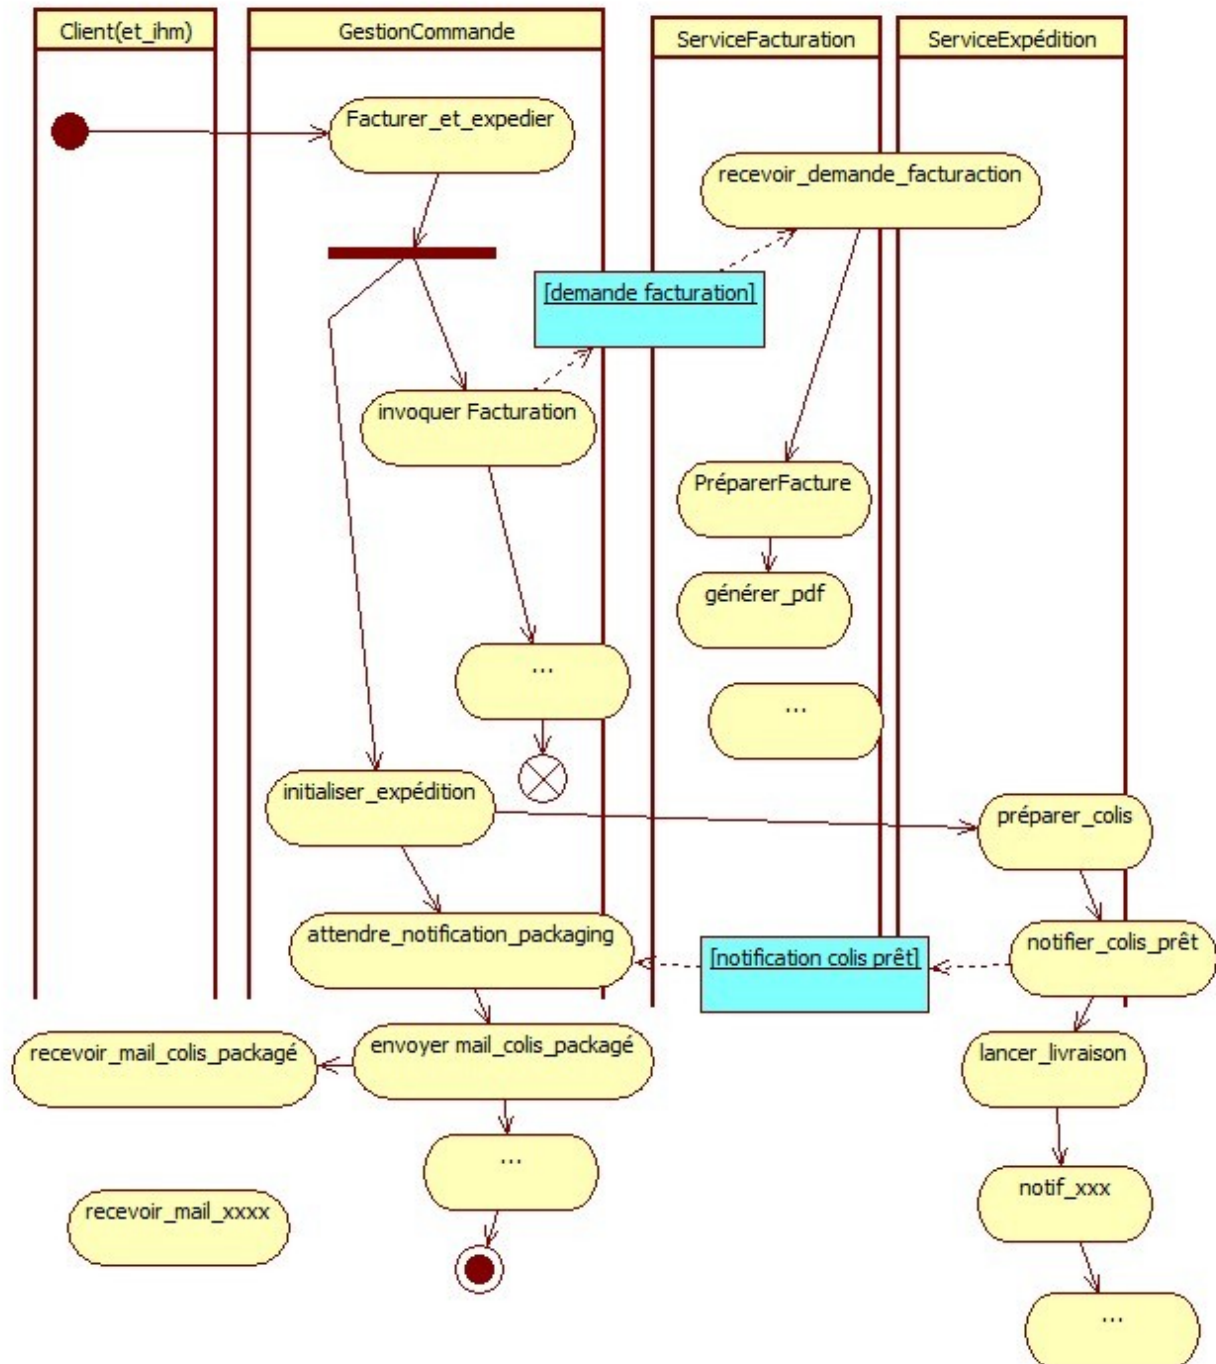 Client(et_ihm)
GestionCommande
ServiceFacturation
ServiceExpédition
Facturer_et_expedier
recevoir_demande_facturaction
[demande facturation]
invoquer Facturation
PréparerFacture
générer_pdf
...
...
initialiser_expédition
préparer_colis
attendre_notification_packaging
[notification colis prêt]
notifier_colis_prêt
recevoir_mail_colis_packagé
envoyer mail_colis_packagé
lancer_livraison
...
notif_xxx
recevoir_mail_xxxx
...